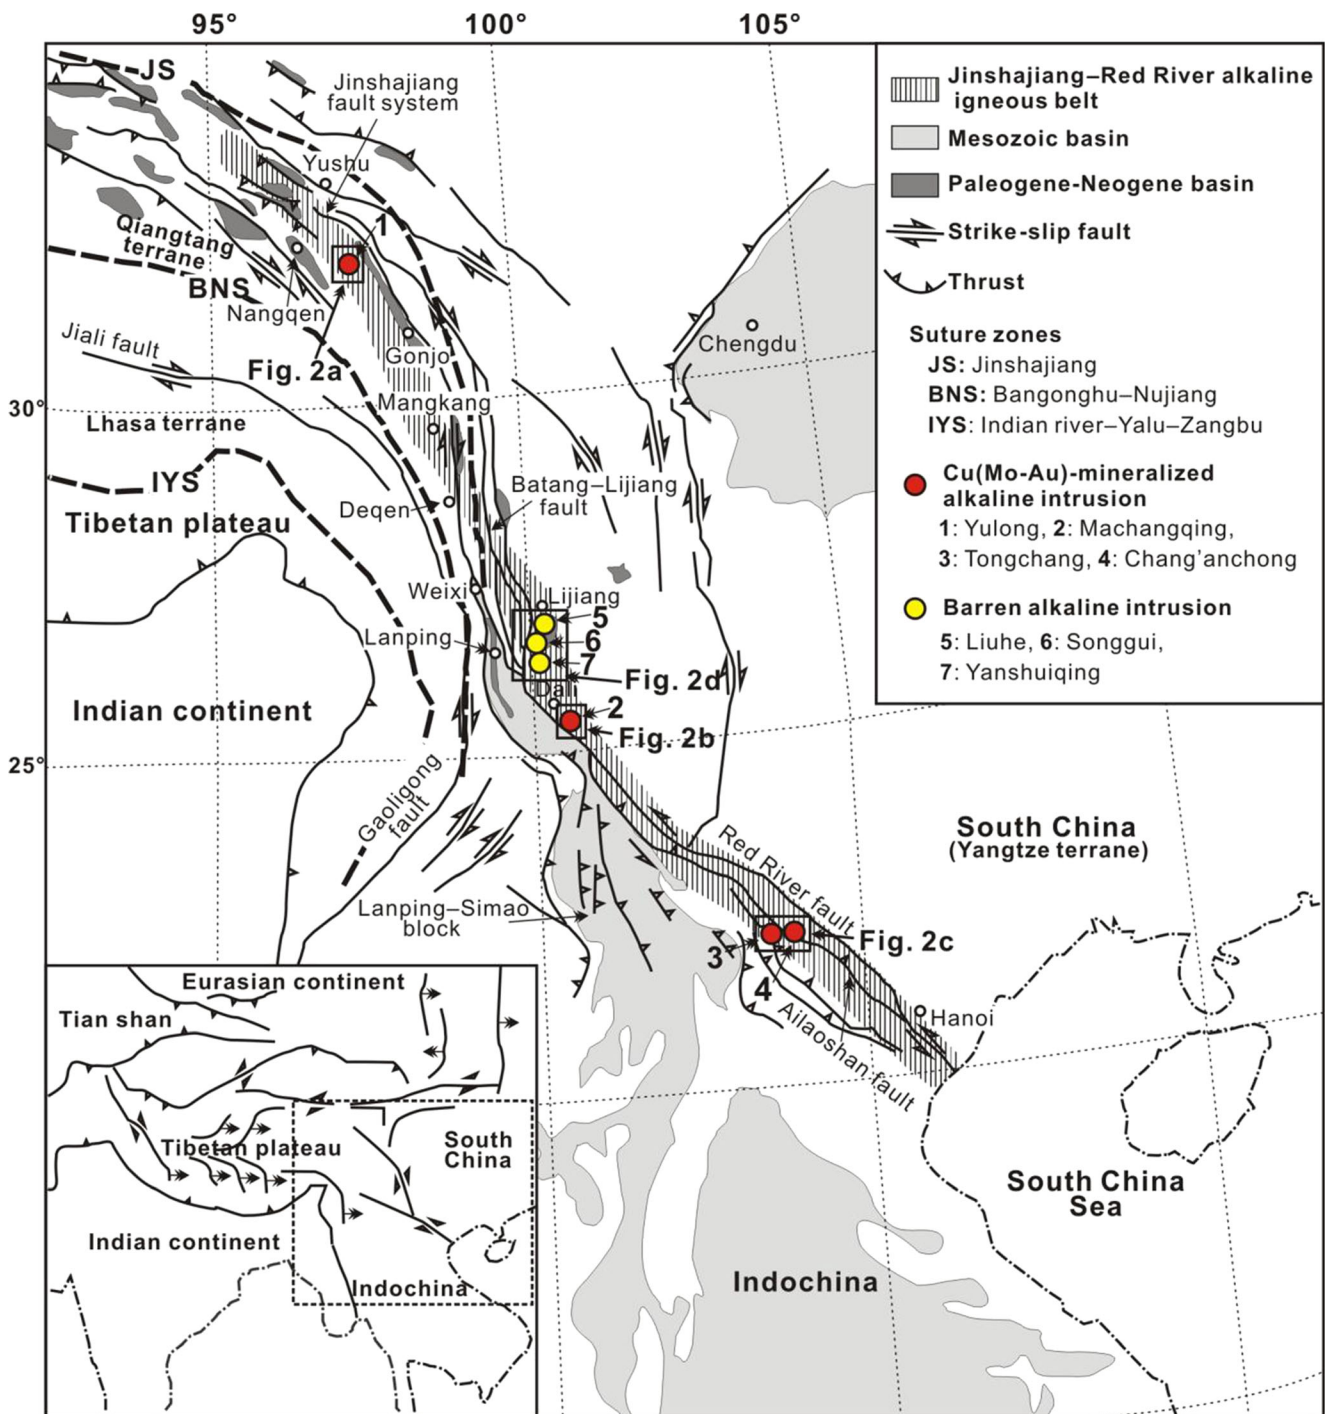 95°
100°
105°
JS
Jinshajiang
fault system
Yushu
1
Qiangtang
terrane
BNS
Nangqen
Jiali fault
Fig. 2a
Gonjo
Chengdu
30°
Mangkang
Lhasa terrane
IYS
Batang–Lijiang
fault
Deqen
Tibetan plateau
Weixi
Lijiang
5
Lanping
6
7
Fig. 2d
Dali
Indian continent
2
Fig. 2b
25°
Gaoligong
fault
South China
(Yangtze terrane)
Red River fault
Lanping–Simao
block
Fig. 2c
3
4
Hanoi
Ailaoshan fault
South China
Sea
Indochina
Jinshajiang–Red River alkaline
igneous belt
Mesozoic basin
Paleogene-Neogene basin
Strike-slip fault
Thrust
Suture zones
JS: Jinshajiang
BNS: Bangonghu–Nujiang
IYS: Indian river–Yalu–Zangbu
Cu(Mo-Au)-mineralized
alkaline intrusion
1: Yulong, 2: Machangqing,
3: Tongchang, 4: Chang’anchong
Barren alkaline intrusion
5: Liuhe, 6: Songgui,
7: Yanshuiqing
Eurasian continent
Tian shan
Tibetan plateau
South
China
Indian continent
Indochina